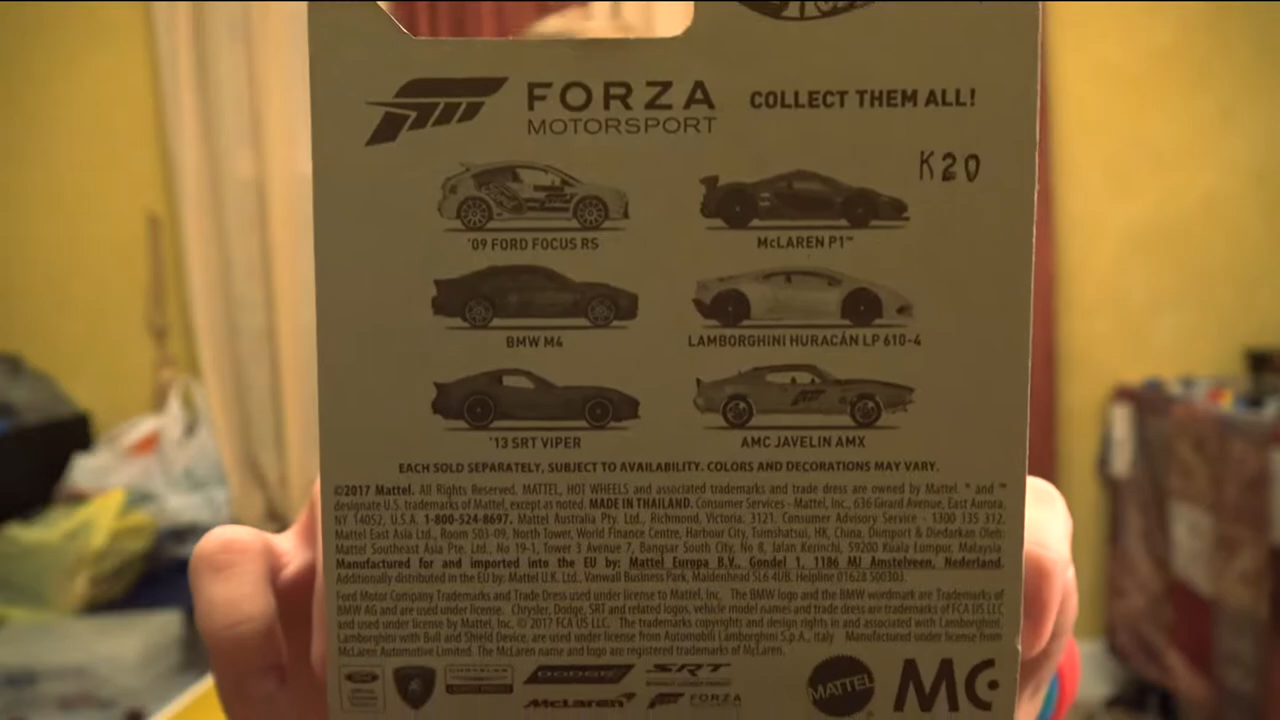 FORZA
MOTORSPORT
COLLECT THEM ALL!
K20
'09 FORD FOCUS RS
McLAREN P1™
BMW M4
LAMBORGHINI HURACÁN LP 610-4
'13 SRT VIPER
AMC JAVELIN AMX
EACH SOLD SEPARATELY, SUBJECT TO AVAILABILITY. COLORS AND DECORATIONS MAY VARY.
©2017 Mattel. All Rights Reserved. MATTEL, HOT WHEELS and associated trademarks and trade dress are owned by Mattel. ® and ™
designate U.S. trademarks of Mattel, except as noted. MADE IN THAILAND. Consumer Services - Mattel, Inc., 636 Girard Avenue, East Aurora,
NY 14052, U.S.A. 1-800-524-8697. Mattel Australia Pty. Ltd., Richmond, Victoria. 3121. Consumer Advisory Service - 1300 135 312.
Mattel East Asia Ltd., Room 503-09, North Tower, World Finance Centre, Harbour City, Tsimshatsui, HK, China. Diimport & Diedarkan Oleh:
Mattel Southeast Asia Pte. Ltd., No 19-1, Tower 3 Avenue 7, Bangsar South City, No 8, Jalan Kerinchi, 59200 Kuala Lumpur, Malaysia.
Manufactured for and imported into the EU by: Mattel Europa B.V., Gondel 1, 1186 MJ Amstelveen, Nederland.
Additionally distributed in the EU by: Mattel U.K. Ltd., Vanwall Business Park, Maidenhead SL6 4UB. Helpline 01628 500303.
Ford Motor Company Trademarks and Trade Dress used under license to Mattel, Inc. The BMW logo and the BMW wordmark are Trademarks of
BMW AG and are used under license. Chrysler, Dodge, SRT and related logos, vehicle model names and trade dress are trademarks of FCA US LLC
and used under license by Mattel, Inc. © 2017 FCA US LLC. The trademarks copyrights and design rights in and associated with Lamborghini,
Lamborghini with Bull and Shield Device, are used under license from Automobili Lamborghini S.p.A., Italy Manufactured under license from
McLaren Automotive Limited. The McLaren name and logo are registered trademarks of McLaren.
Ford
DODGE
SRT
McLaren
FORZA
MOTORSPORT
MATTEL
MC